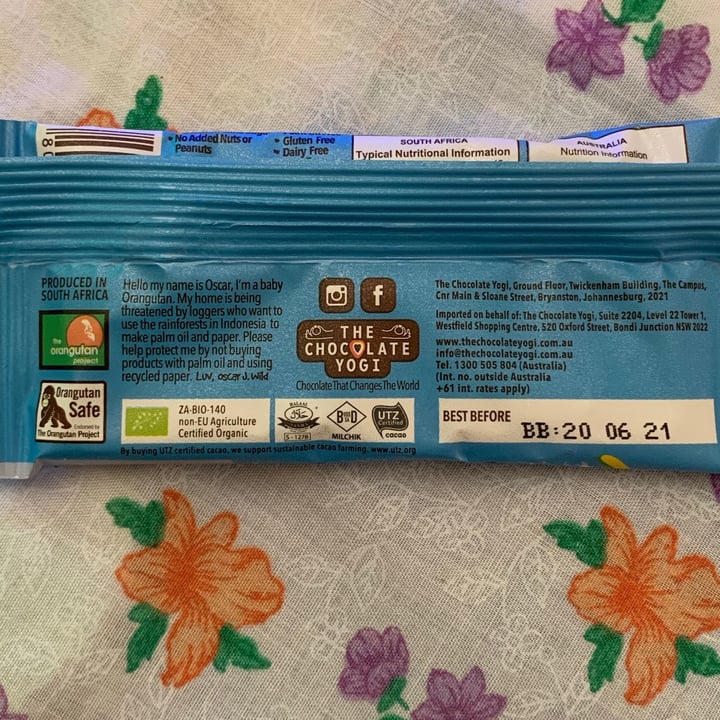 • No Added Nuts or
Peanuts
• Gluten Free
• Dairy Free
SOUTH AFRICA
Typical Nutritional Information
AUSTRALIA
Nutrition Information
PRODUCED IN
SOUTH AFRICA
the
orangutan
project
Orangutan
Safe
Endorsed by
The Orangutan Project
Hello my name is Oscar, I'm a baby
Orangutan. My home is being
threatened by loggers who want to
use the rainforests in Indonesia to
make palm oil and paper. Please
help protect me by not buying
products with palm oil and using
recycled paper. Luv, oscar J. Wild
ZA-BIO-140
non-EU Agriculture
Certified Organic
f
THE
CHOCOLATE
YOGI
Chocolate That Changes The World
HALAAL
S-1278
MILCHIK
UTZ
Certified
cacao
By buying UTZ certified cacao, we support sustainable cacao farming. www.utz.org
The Chocolate Yogi, Ground Floor, Twickenham Building, The Campus,
Cnr Main & Sloane Street, Bryanston, Johannesburg, 2021
Imported on behalf of: The Chocolate Yogi, Suite 2204, Level 22 Tower 1,
Westfield Shopping Centre, 520 Oxford Street, Bondi Junction NSW 2022
www.thechocolateyogi.com.au
info@thechocolateyogi.com.au
Tel. 1300 505 804 (Australia)
(Int. no. outside Australia
+61 int. rates apply)
BEST BEFORE
BB:20 06 21